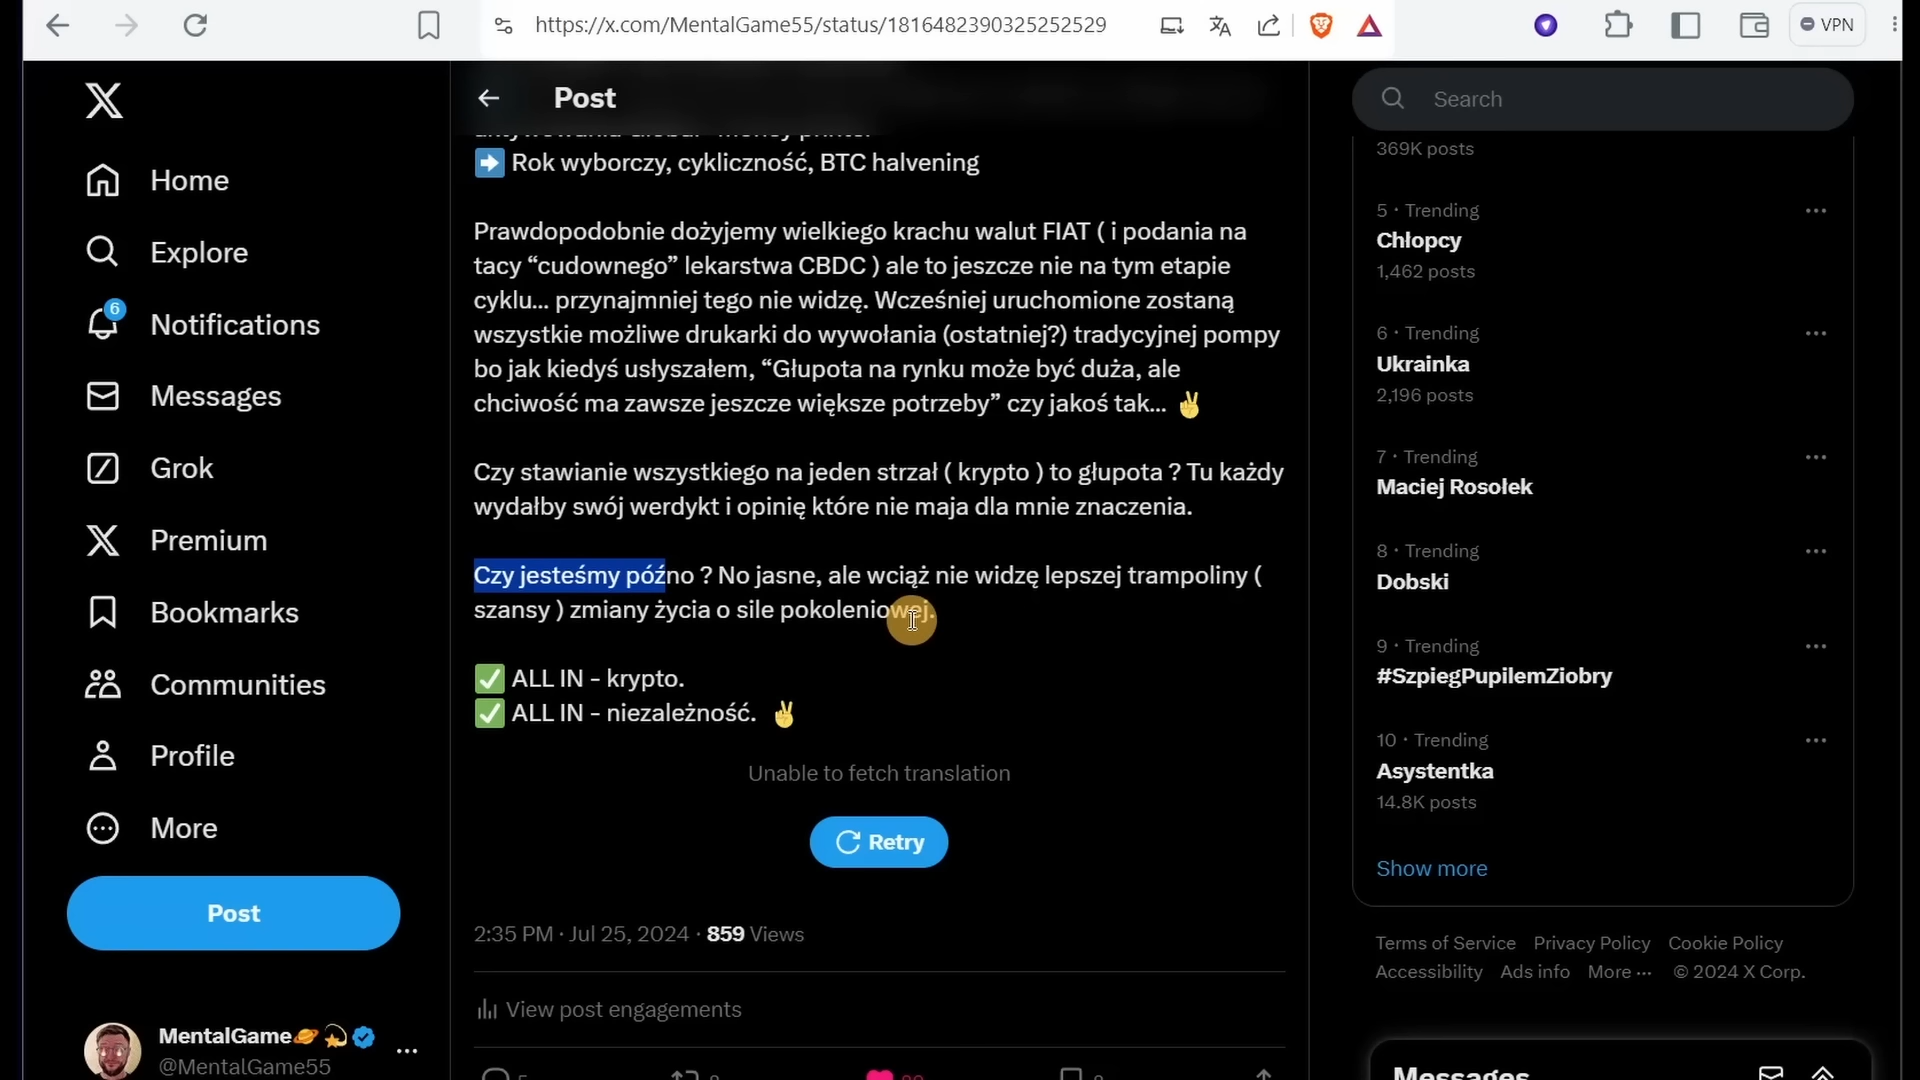 https://x.com/MentalGame55/status/1816482390325252529
VPN
Home
Explore
6
Notifications
Messages
Grok
Premium
Bookmarks
Communities
Profile
More
Post
MentalGame
@MentalGame55
Post
Rok wyborczy, cykliczność, BTC halvening
Prawdopodobnie dożyjemy wielkiego krachu walut FIAT ( i podania na
tacy “cudownego” lekarstwa CBDC ) ale to jeszcze nie na tym etapie
cyklu... przynajmniej tego nie widzę. Wcześniej uruchomione zostaną
wszystkie możliwe drukarki do wywołania (ostatniej?) tradycyjnej pompy
bo jak kiedyś usłyszałem, “Głupota na rynku może być duża, ale
chciwość ma zawsze jeszcze większe potrzeby” czy jakoś tak... ✌️
Czy stawianie wszystkiego na jeden strzał ( krypto ) to głupota ? Tu każdy
wydałby swój werdykt i opinię które nie maja dla mnie znaczenia.
Czy jesteśmy późno ? No jasne, ale wciąż nie widzę lepszej trampoliny (
szansy ) zmiany życia o sile pokoleniowej.
✅ ALL IN - krypto.
✅ ALL IN - niezależność. ✌️
Unable to fetch translation
Retry
2:35 PM · Jul 25, 2024 · 859 Views
View post engagements
Search
369K posts
5 · Trending
Chłopcy
1,462 posts
6 · Trending
Ukrainka
2,196 posts
7 · Trending
Maciej Rosołek
8 · Trending
Dobski
9 · Trending
#SzpiegPupilemZiobry
10 · Trending
Asystentka
14.8K posts
Show more
Terms of Service Privacy Policy Cookie Policy
Accessibility Ads info More ··· © 2024 X Corp.
Messages